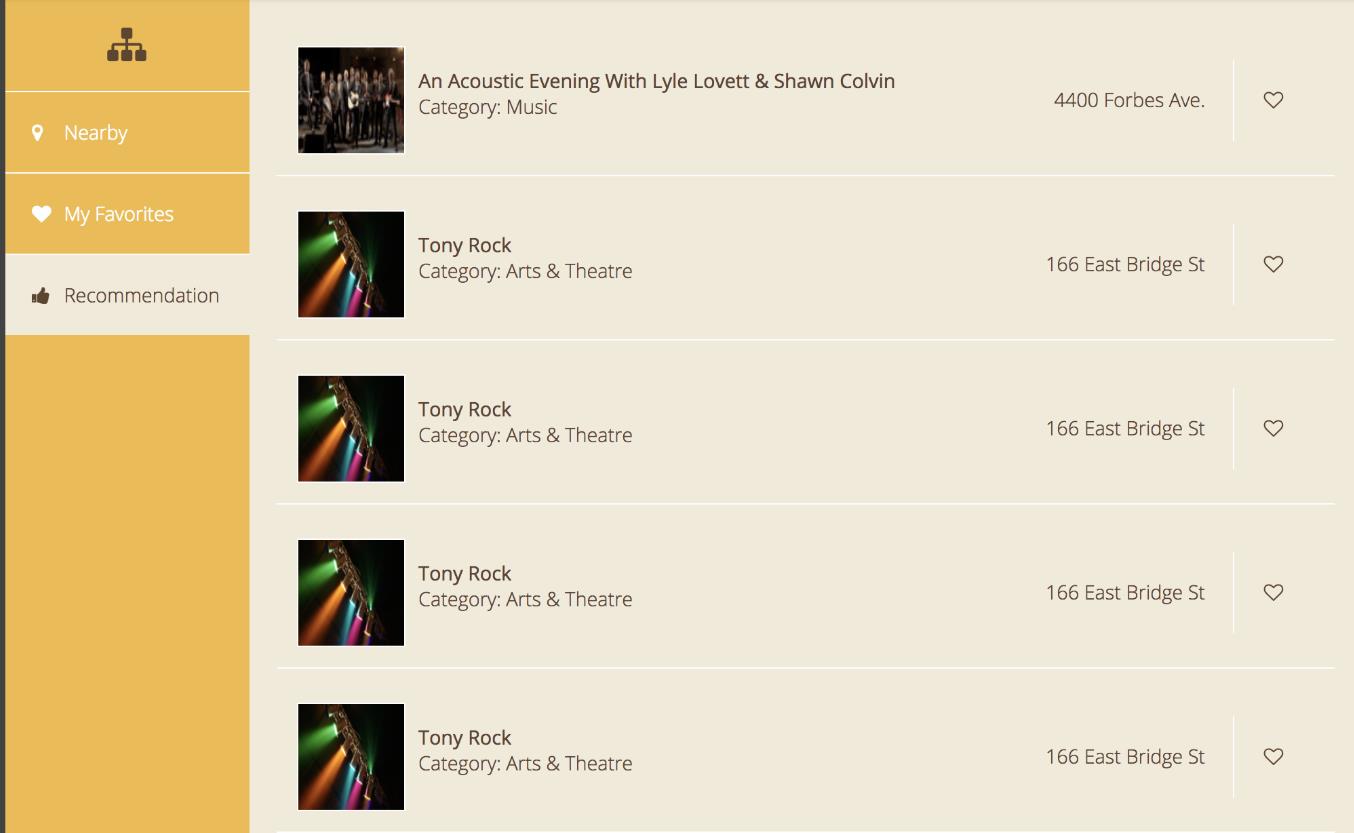 Nearby
My Favorites
Recommendation
An Acoustic Evening With Lyle Lovett & Shawn Colvin
Category: Music
4400 Forbes Ave.
Tony Rock
Category: Arts & Theatre
166 East Bridge St
Tony Rock
Category: Arts & Theatre
166 East Bridge St
Tony Rock
Category: Arts & Theatre
166 East Bridge St
Tony Rock
Category: Arts & Theatre
166 East Bridge St